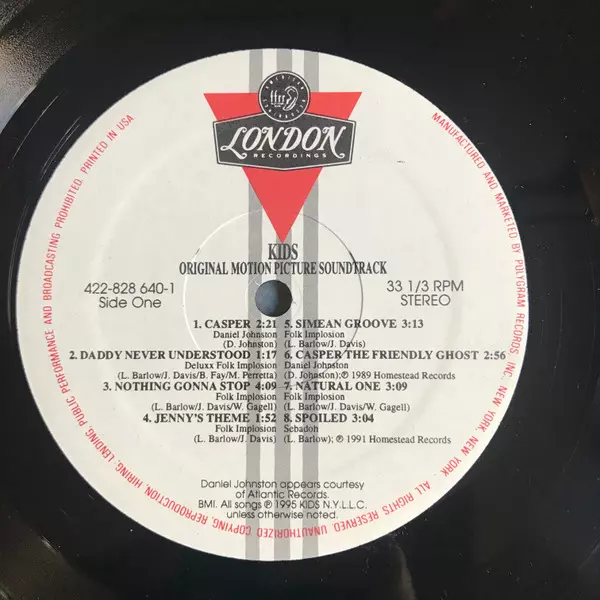 ffrr
LONDON
RECORDINGS
KIDS
ORIGINAL MOTION PICTURE SOUNDTRACK
422-828 640-1
Side One
33 1/3 RPM
STEREO
1. CASPER 2:21
Daniel Johnston
(D. Johnston)
2. DADDY NEVER UNDERSTOOD 1:17
Deluxx Folk Implosion
(L. Barlow/J. Davis/B. Fay/M. Perretta)
3. NOTHING GONNA STOP 4:09
Folk Implosion
(L. Barlow/J. Davis/W. Gagell)
4. JENNY'S THEME 1:52
Folk Implosion
(L. Barlow/J. Davis)
5. SIMEAN GROOVE 3:13
Folk Implosion
(L. Barlow/J. Davis)
6. CASPER THE FRIENDLY GHOST 2:56
Daniel Johnston
(D. Johnston); ℗ 1989 Homestead Records
7. NATURAL ONE 3:09
Folk Implosion
(L. Barlow/J. Davis/W. Gagell)
8. SPOILED 3:04
Sebadoh
(L. Barlow); ℗ 1991 Homestead Records
Daniel Johnston appears courtesy
of Atlantic Records.
BMI. All songs ℗ 1995 KIDS N.Y.L.L.C.
unless otherwise noted.
MANUFACTURED AND MARKETED BY POLYGRAM RECORDS, INC. NEW YORK, NEW YORK. ALL RIGHTS RESERVED. UNAUTHORIZED COPYING, REPRODUCTION, HIRING, LENDING, PUBLIC PERFORMANCE AND BROADCASTING PROHIBITED. PRINTED IN USA